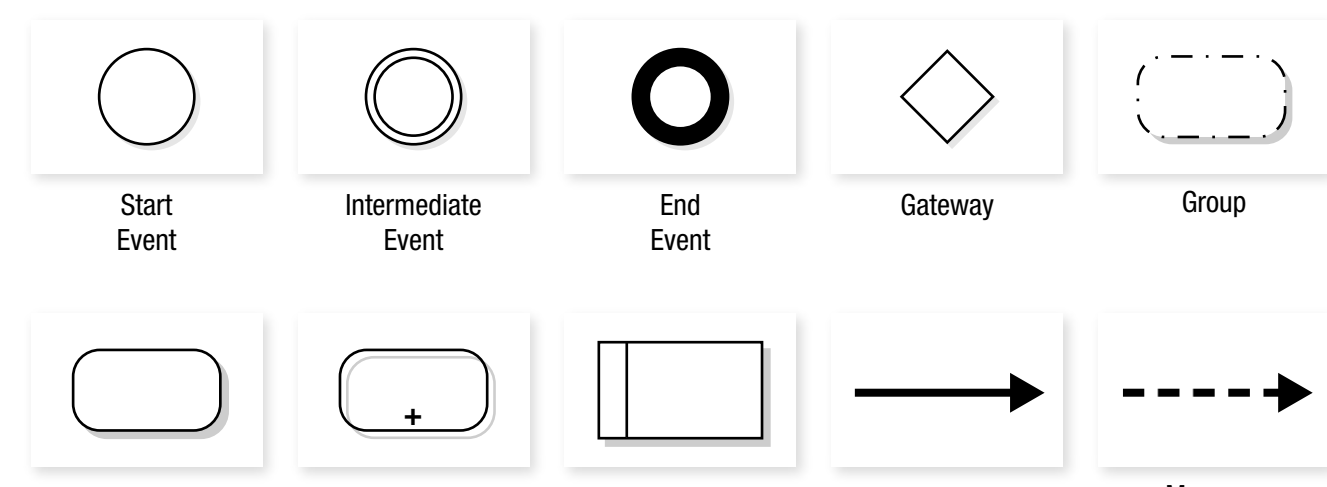 Start
Event
Intermediate
Event
End
Event
Gateway
Group
+